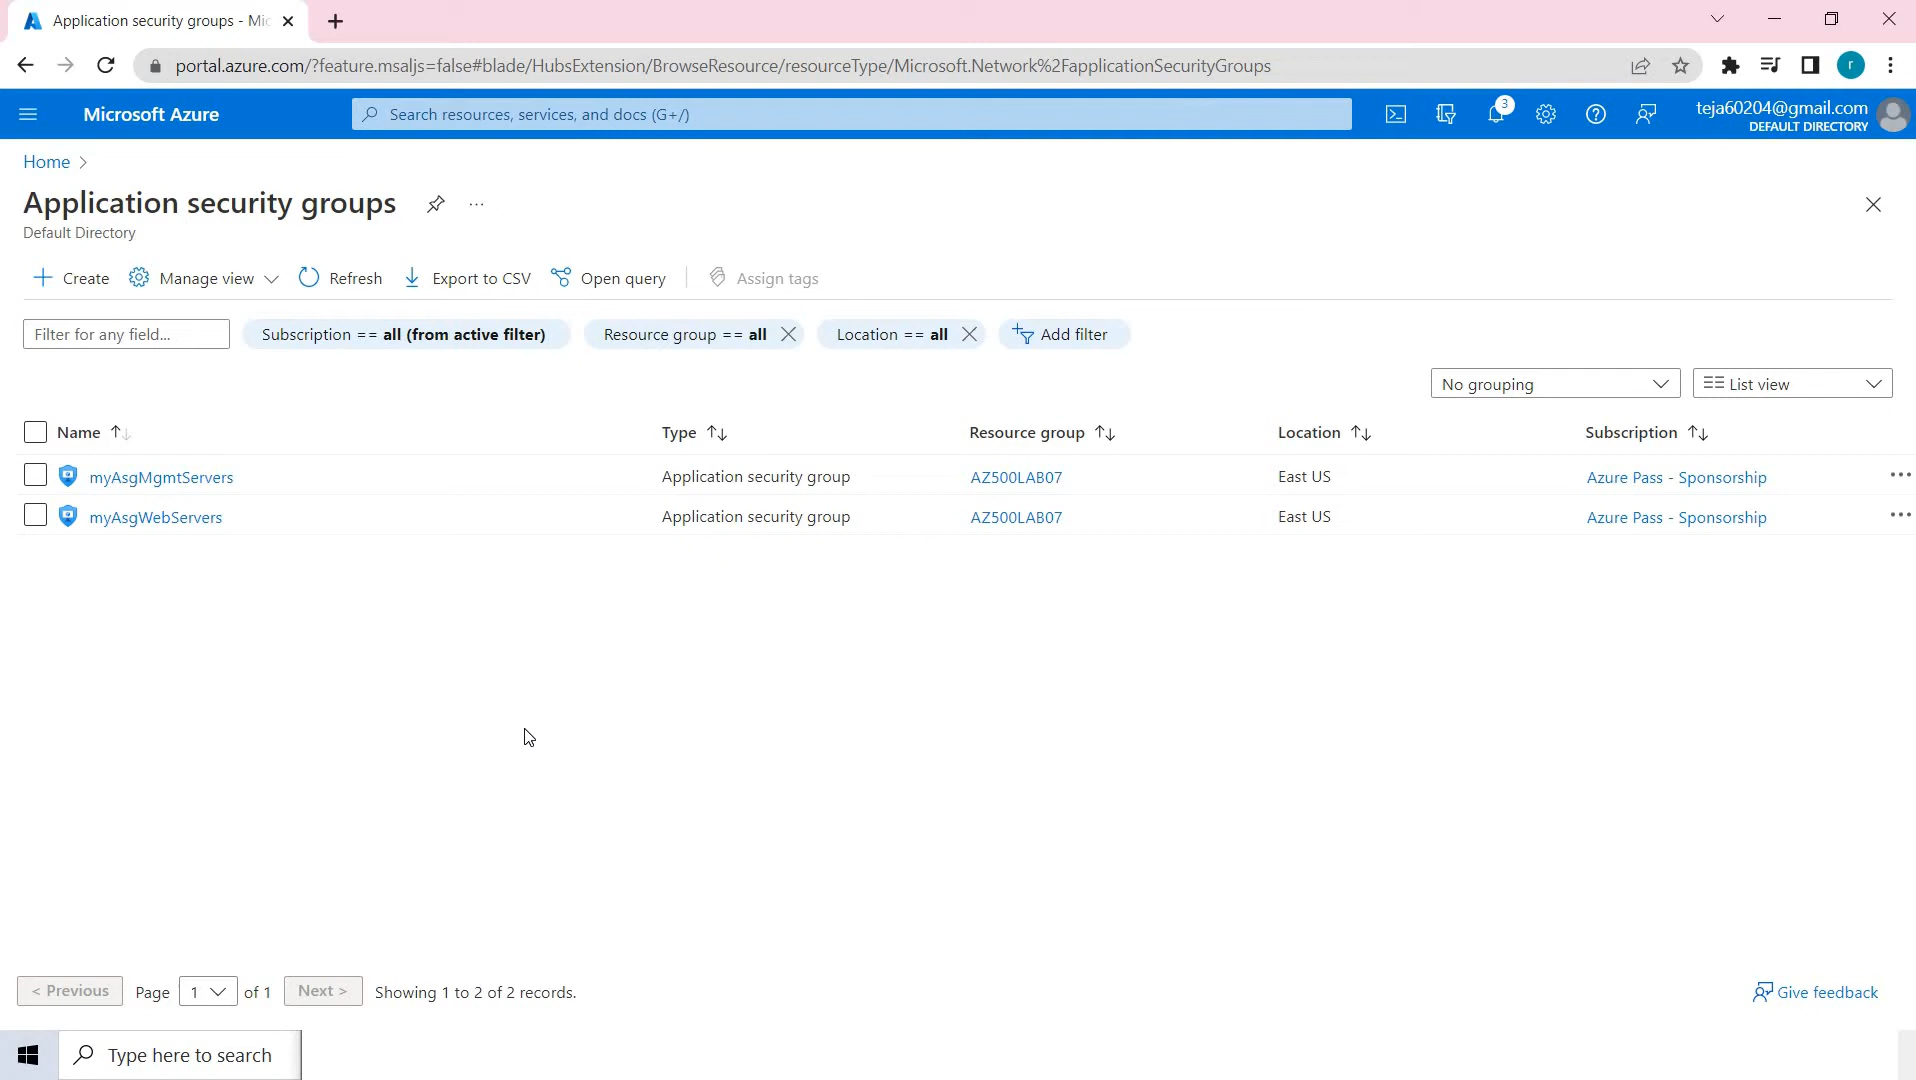 Application security groups - Mic
portal.azure.com/?feature.msaljs=false#blade/HubsExtension/BrowseResource/resourceType/Microsoft.Network%2FapplicationSecurityGroups
r
Microsoft Azure
Search resources, services, and docs (G+/)
3
teja60204@gmail.com
DEFAULT DIRECTORY
Home
Application security groups
Default Directory
Create
Manage view
Refresh
Export to CSV
Open query
Assign tags
Filter for any field...
Subscription == all (from active filter)
Resource group == all
Location == all
Add filter
No grouping
List view
Name
Type
Resource group
Location
Subscription
myAsgMgmtServers
Application security group
AZ500LAB07
East US
Azure Pass - Sponsorship
myAsgWebServers
Application security group
AZ500LAB07
East US
Azure Pass - Sponsorship
< Previous
Page
1
of 1
Next >
Showing 1 to 2 of 2 records.
Give feedback
Type here to search